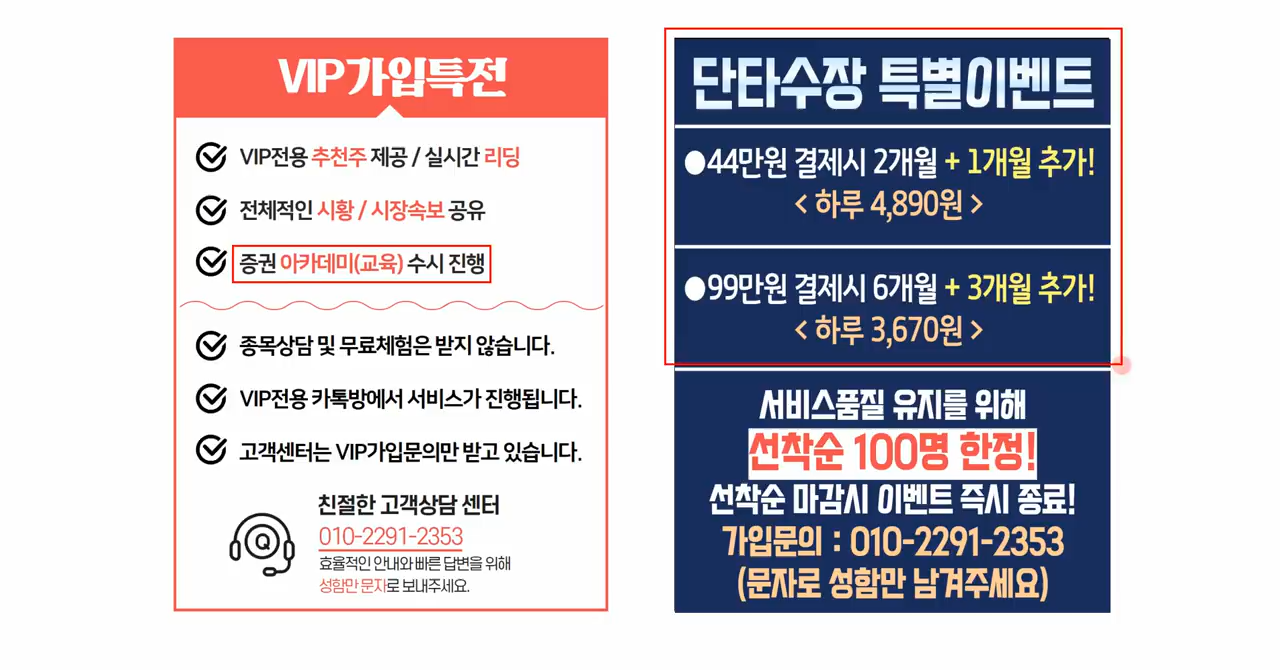 VIP가입특전
VIP전용 추천주 제공 / 실시간 리딩
전체적인 시황 / 시장속보 공유
증권 아카데미(교육) 수시 진행
종목상담 및 무료체험은 받지 않습니다.
VIP전용 카톡방에서 서비스가 진행됩니다.
고객센터는 VIP가입문의만 받고 있습니다.
Q
친절한 고객상담 센터
010-2291-2353
효율적인 안내와 빠른 답변을 위해
성함만 문자로 보내주세요.
단타수장 특별이벤트
●44만원 결제시 2개월 + 1개월 추가!
< 하루 4,890원 >
●99만원 결제시 6개월 + 3개월 추가!
< 하루 3,670원 >
서비스품질 유지를 위해
선착순 100명 한정!
선착순 마감시 이벤트 즉시 종료!
가입문의 : 010-2291-2353
(문자로 성함만 남겨주세요)